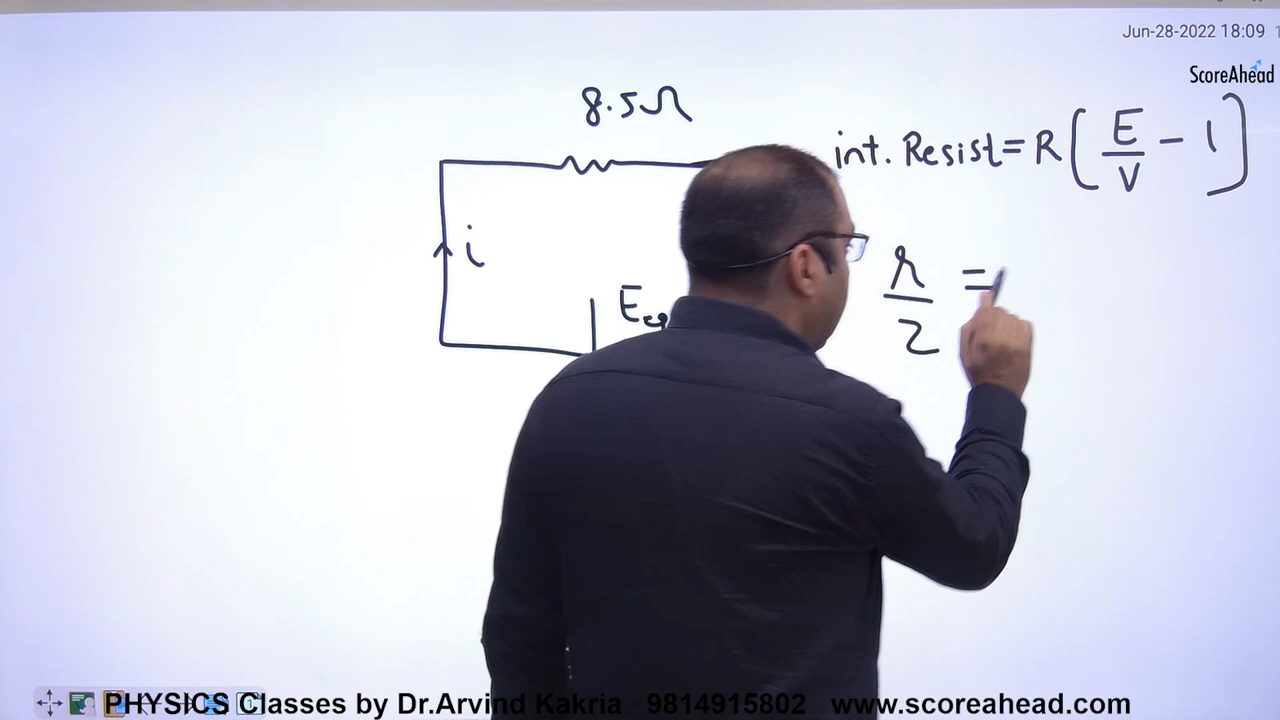 Jun-28-2022 18:09
ScoreAhead
8.5Ω
int. Resist = R [ E/V - 1 ]
i
r/2 =
PHYSICS Classes by Dr.Arvind Kakria 9814915802 www.scoreahead.com